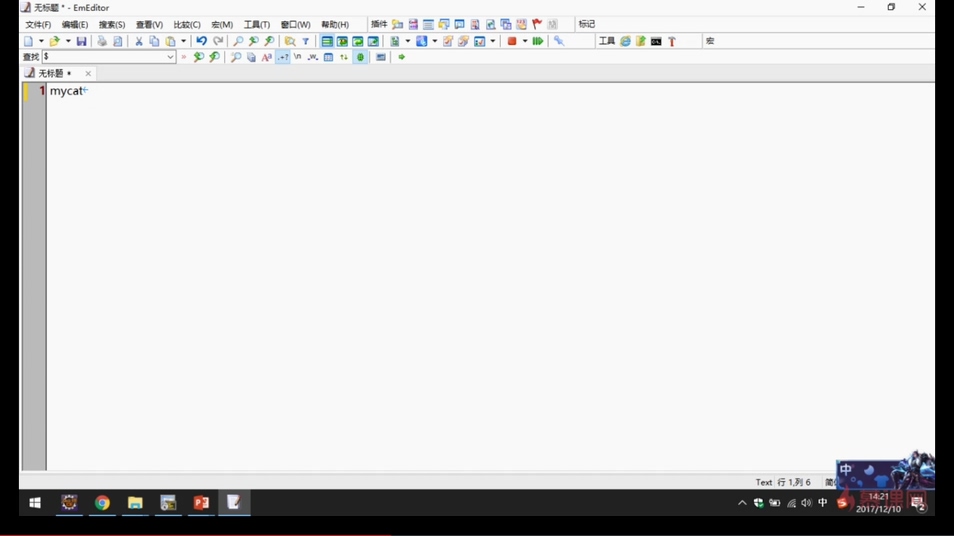 无标题 * - EmEditor
文件(F) 编辑(E) 搜索(S) 查看(V) 比较(C) 宏(M) 工具(T) 窗口(W) 帮助(H) 插件 标记
工具 宏
查找 $
无标题 *
1 mycat
Text 行 1,列 6
中
中 14:21
2017/12/10
2